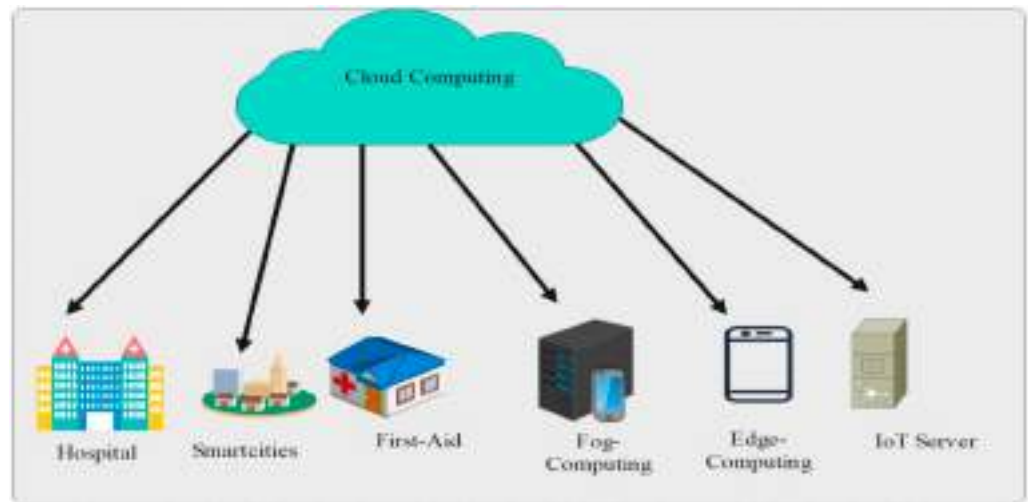 Cloud Computing
Hospital
Smartcities
First-Aid
Fog-
Computing
Edge-
Computing
IoT Server